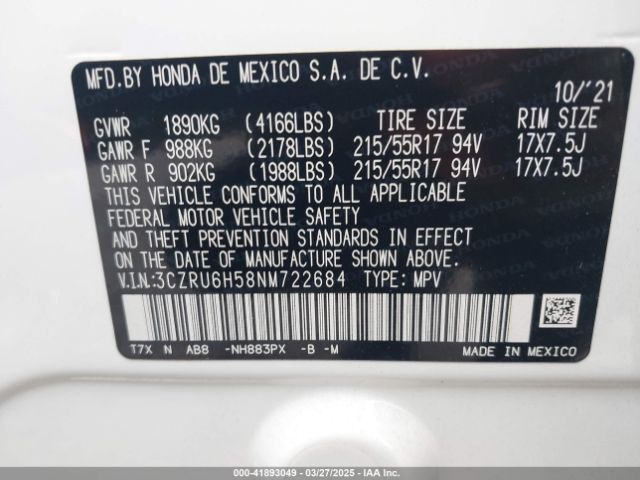 MFD.BY HONDA DE MEXICO S.A. DE C.V.
10/'21
GVWR 1890KG (4166LBS) TIRE SIZE RIM SIZE
GAWR F 988KG (2178LBS) 215/55R17 94V 17X7.5J
GAWR R 902KG (1988LBS) 215/55R17 94V 17X7.5J
THIS VEHICLE CONFORMS TO ALL APPLICABLE
FEDERAL MOTOR VEHICLE SAFETY
AND THEFT PREVENTION STANDARDS IN EFFECT
ON THE DATE OF MANUFACTURE SHOWN ABOVE.
V.I.N.:3CZRU6H58NM722684 TYPE: MPV
T7X N AB8 -NH883PX -B -M
MADE IN MEXICO
000-41893049 — 03/27/2025 — IAA Inc. (IAA)